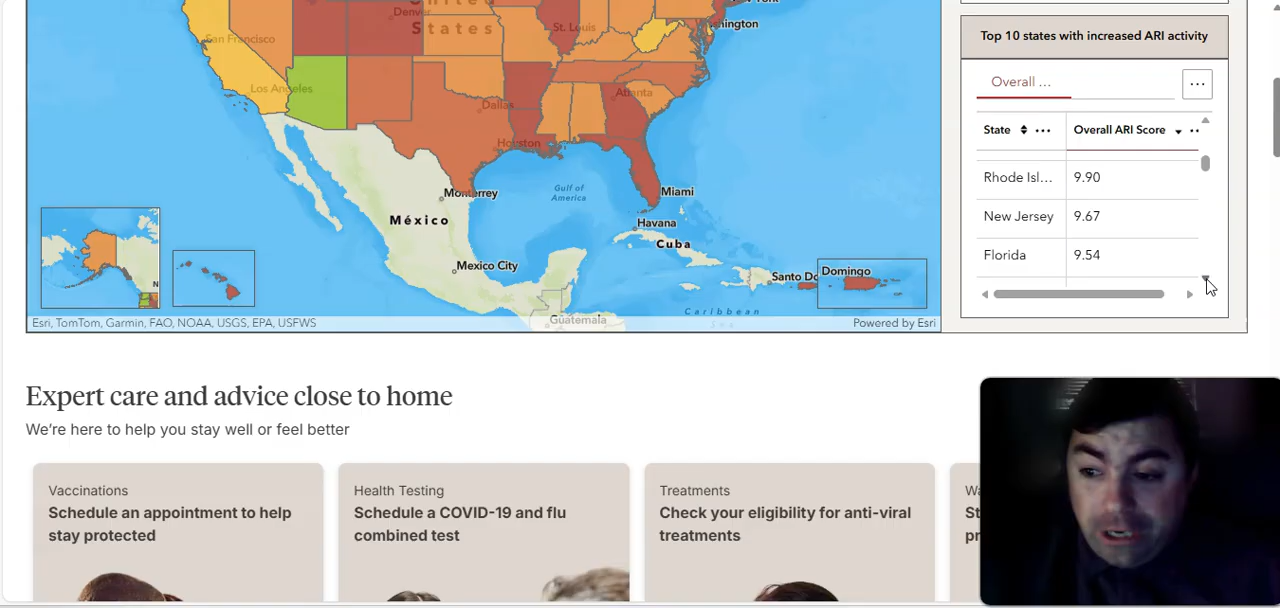 Denver
United
States
San Francisco
St. Louis
Los Angeles
Atlanta
Dallas
Houston
Monterrey
México
Gulf of
America
Miami
Havana
Cuba
Mexico City
Santo Do
Domingo
Guatemala
Caribbean
Sea
N
Esri, TomTom, Garmin, FAO, NOAA, USGS, EPA, USFWS
Powered by Esri
Top 10 states with increased ARI activity
Overall ...
State
Overall ARI Score
Rhode Isl... 9.90
New Jersey 9.67
Florida 9.54
Expert care and advice close to home
We're here to help you stay well or feel better
Vaccinations
Schedule an appointment to help
stay protected
Health Testing
Schedule a COVID-19 and flu
combined test
Treatments
Check your eligibility for anti-viral
treatments